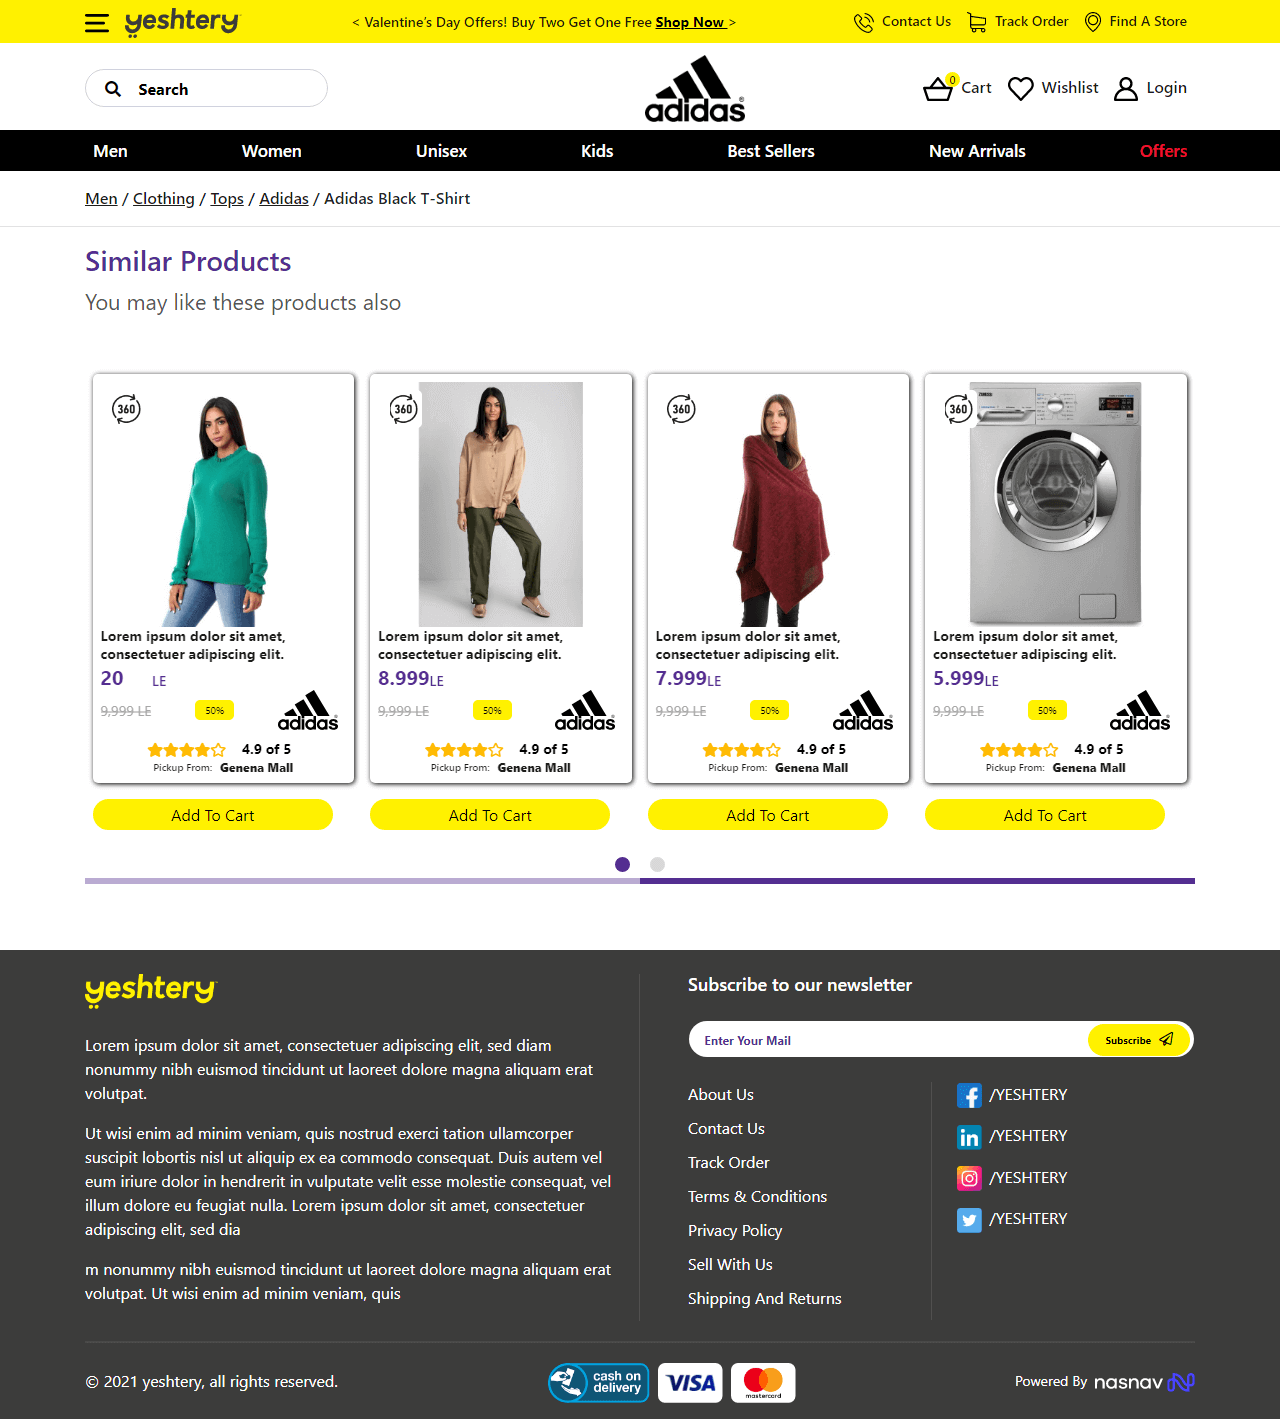 yeshtery
< Valentine's Day Offers! Buy Two Get One Free Shop Now >
Contact Us
Track Order
Find A Store
Search
adidas
0
Cart
Wishlist
Login
Men
Women
Unisex
Kids
Best Sellers
New Arrivals
Offers
Men / Clothing / Tops / Adidas / Adidas Black T-Shirt
Similar Products
You may like these products also
360
Lorem ipsum dolor sit amet,
consectetuer adipiscing elit.
20 LE
9,999 LE
50%
adidas
4.9 of 5
Pickup From: Genena Mall
Add To Cart
360
Lorem ipsum dolor sit amet,
consectetuer adipiscing elit.
8.999LE
9,999 LE
50%
adidas
4.9 of 5
Pickup From: Genena Mall
Add To Cart
360
Lorem ipsum dolor sit amet,
consectetuer adipiscing elit.
7.999LE
9,999 LE
50%
adidas
4.9 of 5
Pickup From: Genena Mall
Add To Cart
360
Lorem ipsum dolor sit amet,
consectetuer adipiscing elit.
5.999LE
9,999 LE
50%
adidas
4.9 of 5
Pickup From: Genena Mall
Add To Cart
yeshtery
Lorem ipsum dolor sit amet, consectetuer adipiscing elit, sed diam
nonummy nibh euismod tincidunt ut laoreet dolore magna aliquam erat
volutpat.
Ut wisi enim ad minim veniam, quis nostrud exerci tation ullamcorper
suscipit lobortis nisl ut aliquip ex ea commodo consequat. Duis autem vel
eum iriure dolor in hendrerit in vulputate velit esse molestie consequat, vel
illum dolore eu feugiat nulla. Lorem ipsum dolor sit amet, consectetuer
adipiscing elit, sed dia
m nonummy nibh euismod tincidunt ut laoreet dolore magna aliquam erat
volutpat. Ut wisi enim ad minim veniam, quis
Subscribe to our newsletter
Enter Your Mail
Subscribe
About Us
Contact Us
Track Order
Terms & Conditions
Privacy Policy
Sell With Us
Shipping And Returns
/YESHTERY
/YESHTERY
/YESHTERY
/YESHTERY
© 2021 yeshtery, all rights reserved.
cash on
delivery
VISA
mastercard
Powered By nasnav